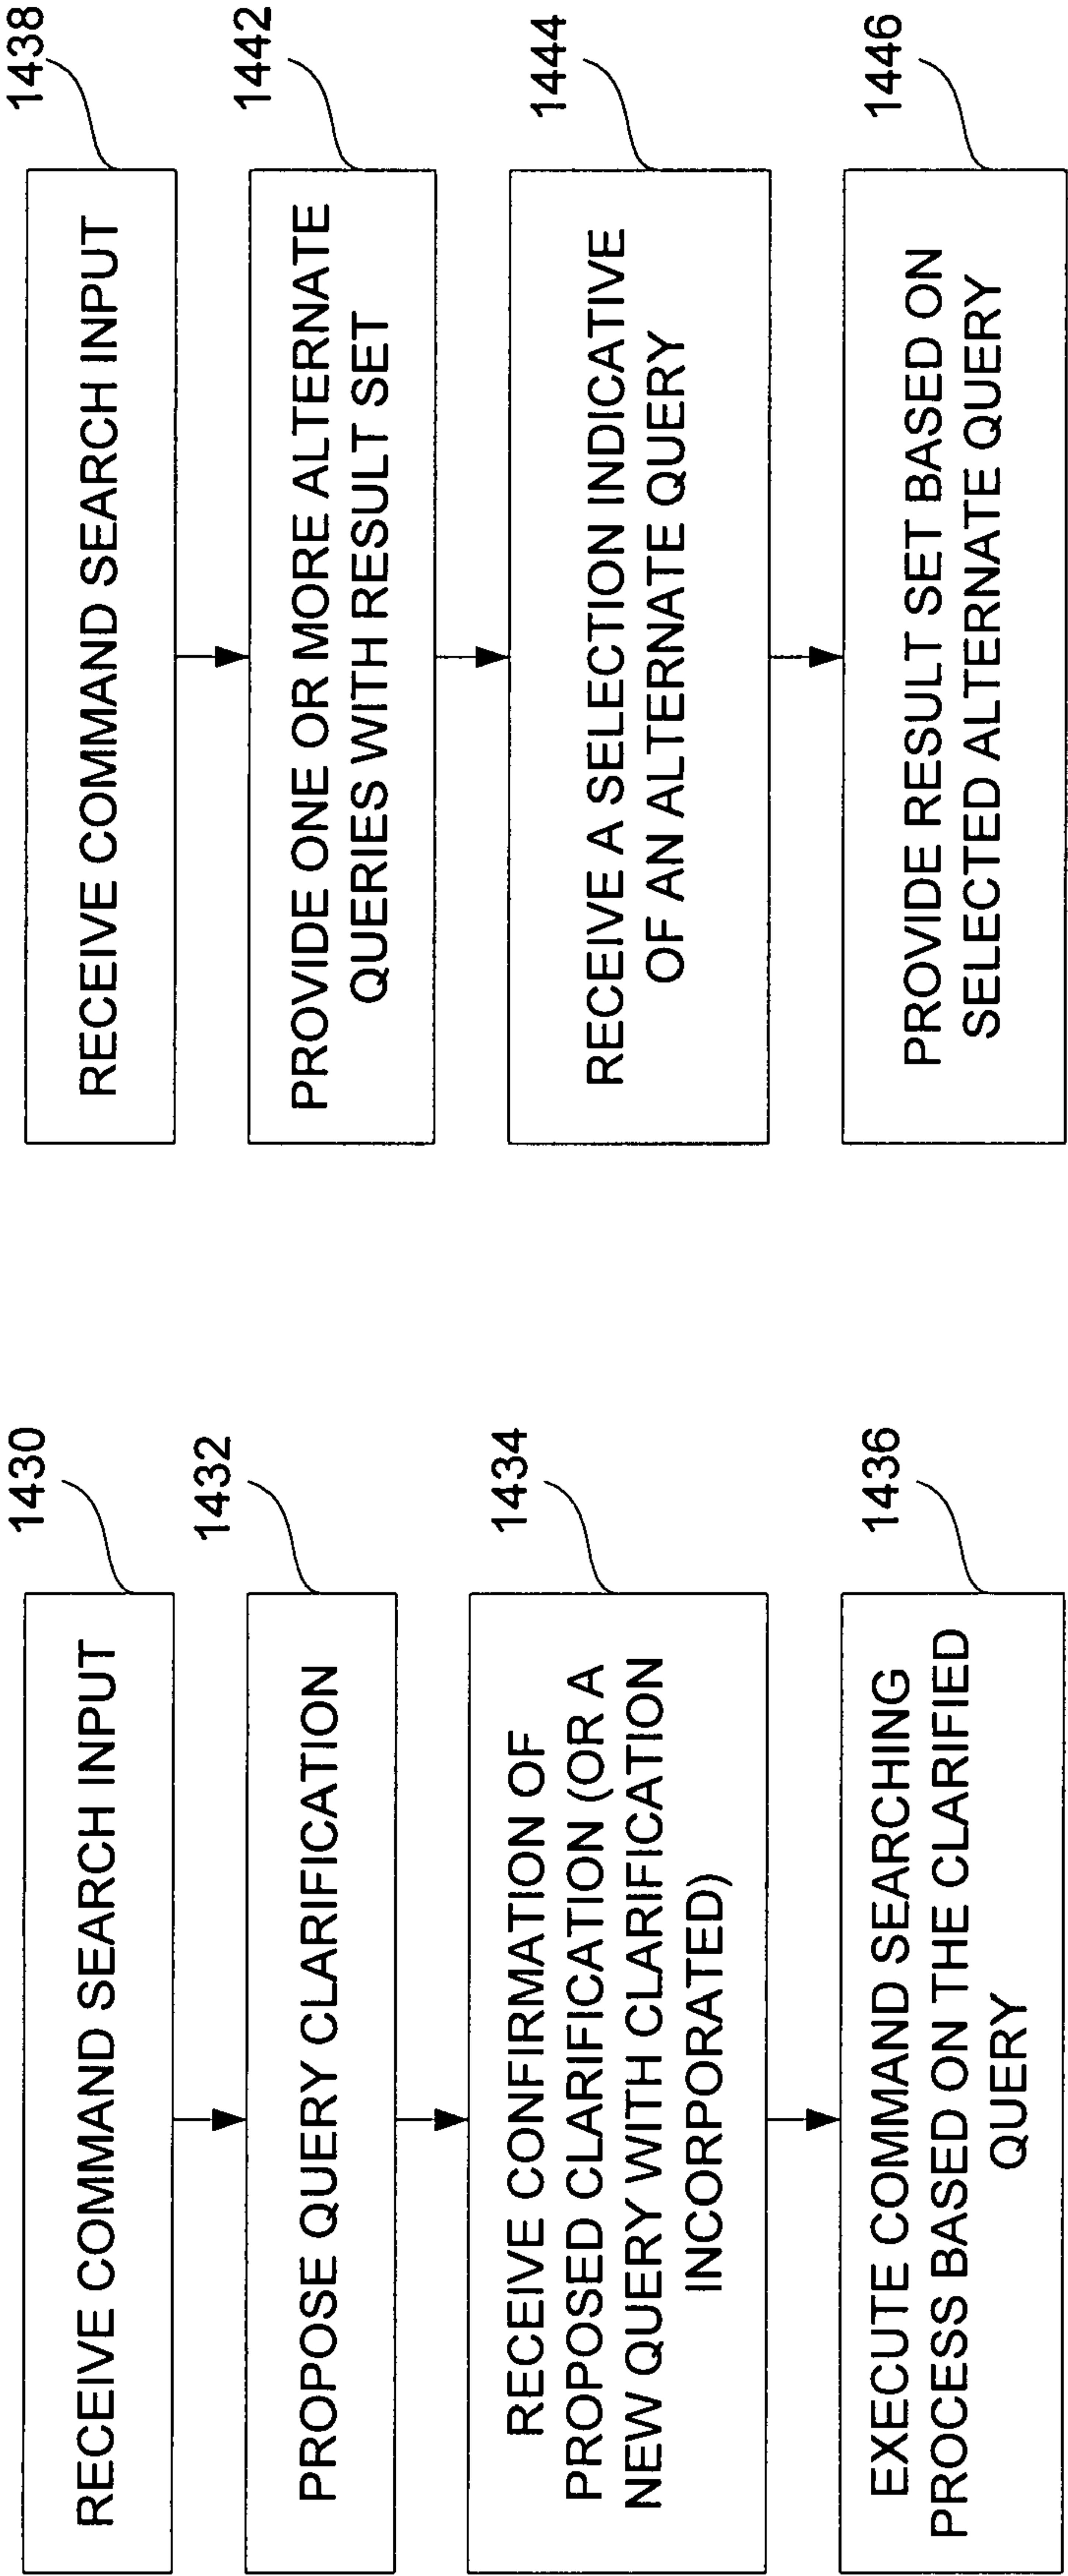 1430
RECEIVE COMMAND SEARCH INPUT
1432
PROPOSE QUERY CLARIFICATION
1434
RECEIVE CONFIRMATION OF
PROPOSED CLARIFICATION (OR A
NEW QUERY WITH CLARIFICATION
INCORPORATED)
1436
EXECUTE COMMAND SEARCHING
PROCESS BASED ON THE CLARIFIED
QUERY
1438
RECEIVE COMMAND SEARCH INPUT
1442
PROVIDE ONE OR MORE ALTERNATE
QUERIES WITH RESULT SET
1444
RECEIVE A SELECTION INDICATIVE
OF AN ALTERNATE QUERY
1446
PROVIDE RESULT SET BASED ON
SELECTED ALTERNATE QUERY